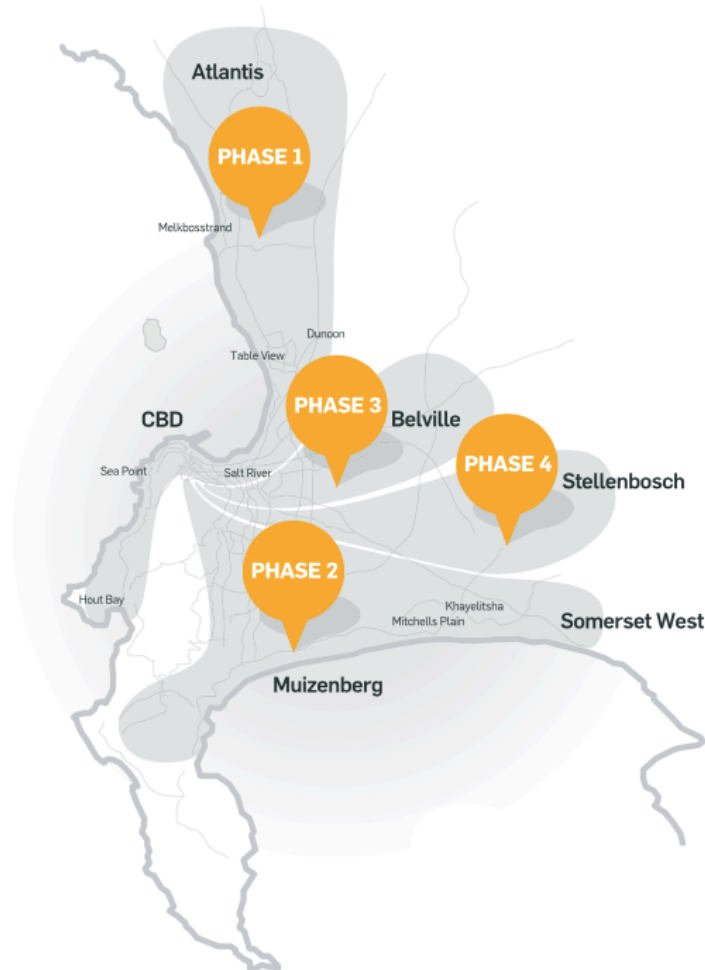 Atlantis
PHASE 1
Melkbosstrand
Dunoon
Table View
PHASE 3
CBD
Belville
Sea Point
Salt River
PHASE 4
Stellenbosch
PHASE 2
Hout Bay
Khayelitsha
Mitchells Plain
Somerset West
Muizenberg